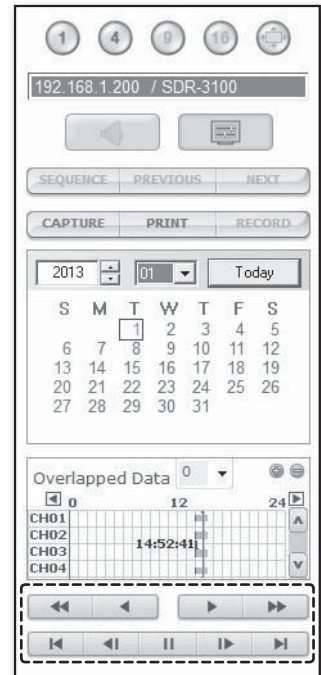 1 4 9 16
192.168.1.200 / SDR-3100
SEQUENCE PREVIOUS NEXT
CAPTURE PRINT RECORD
2013 01 Today
S M T W T F S
1 2 3 4 5
6 7 8 9 10 11 12
13 14 15 16 17 18 19
20 21 22 23 24 25 26
27 28 29 30 31
Overlapped Data 0
0 12 24
CH01
CH02
14:52:41
CH03
CH04